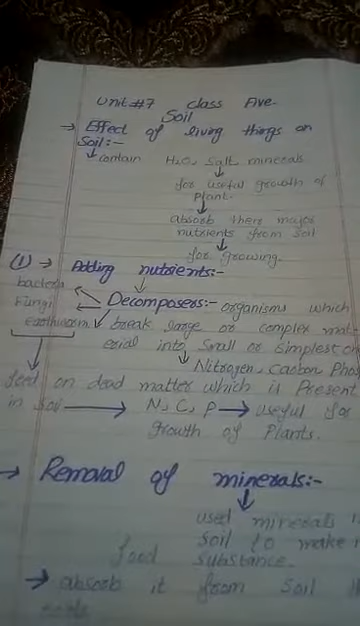 Unit #7 Class Five
Soil
→ Effect of living things on
Soil:-
↳ contain H₂O, salt, minerals
↓
for useful growth of
plant.
↓
absorb there major
nutrients from soil
↓
for growing.
(1) → Adding nutrients:-
bacteria
Fungi
earthworm
Decomposers:- organisms which
break large or complex mat-
erial into small or simplest
↓ Nitrogen, Carbon, Phos
feed on dead matter which is Present
in soil → N, C, P → useful for
growth of Plants.
→ Removal of minerals:-
↓
used minerals
soil to make
food substance.
→ absorb it from soil